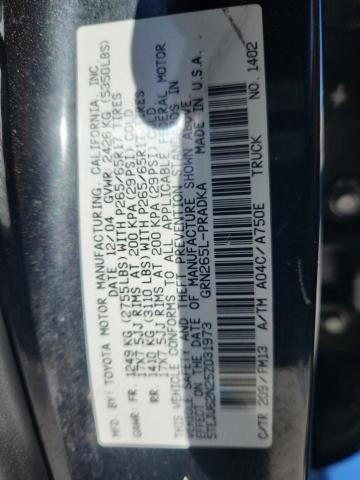 MFD BY: TOYOTA MOTOR MANUFACTURING, CALIFORNIA, INC.
DATE: 12/04 GVWR 2426 KG (5350LBS)
GAWR: FR. 1249 KG (2755LBS) WITH P265/65R17 TIRES
17X7.5JJ RIMS AT 200 KPA (29PSI) COLD.
RR. 1410 KG (3110 LBS) WITH P265/65R17 TIRES
17X7.5JJ RIMS AT 200 KPA (29PSI) COLD.
THIS VEHICLE CONFORMS TO ALL APPLICABLE FEDERAL MOTOR
VEHICLE SAFETY AND THEFT PREVENTION STANDARDS IN
EFFECT ON THE DATE OF MANUFACTURE SHOWN ABOVE.
5TEJU62N25Z031973 MADE IN U.S.A.
GRN265L-PRADKA
TRUCK
C/TR 209/FM13 A/TM A04C/A750E NO. 1402